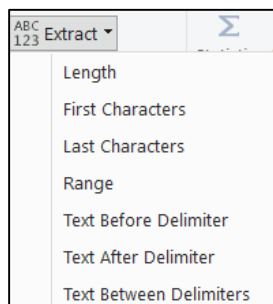 ABC
123 Extract
Σ
Length
First Characters
Last Characters
Range
Text Before Delimiter
Text After Delimiter
Text Between Delimiters